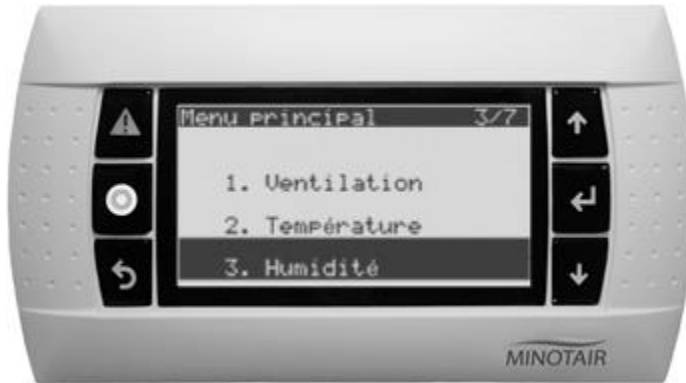 Menu principal 3/7
1. Ventilation
2. Température
3. Humidité
MINOTAIR